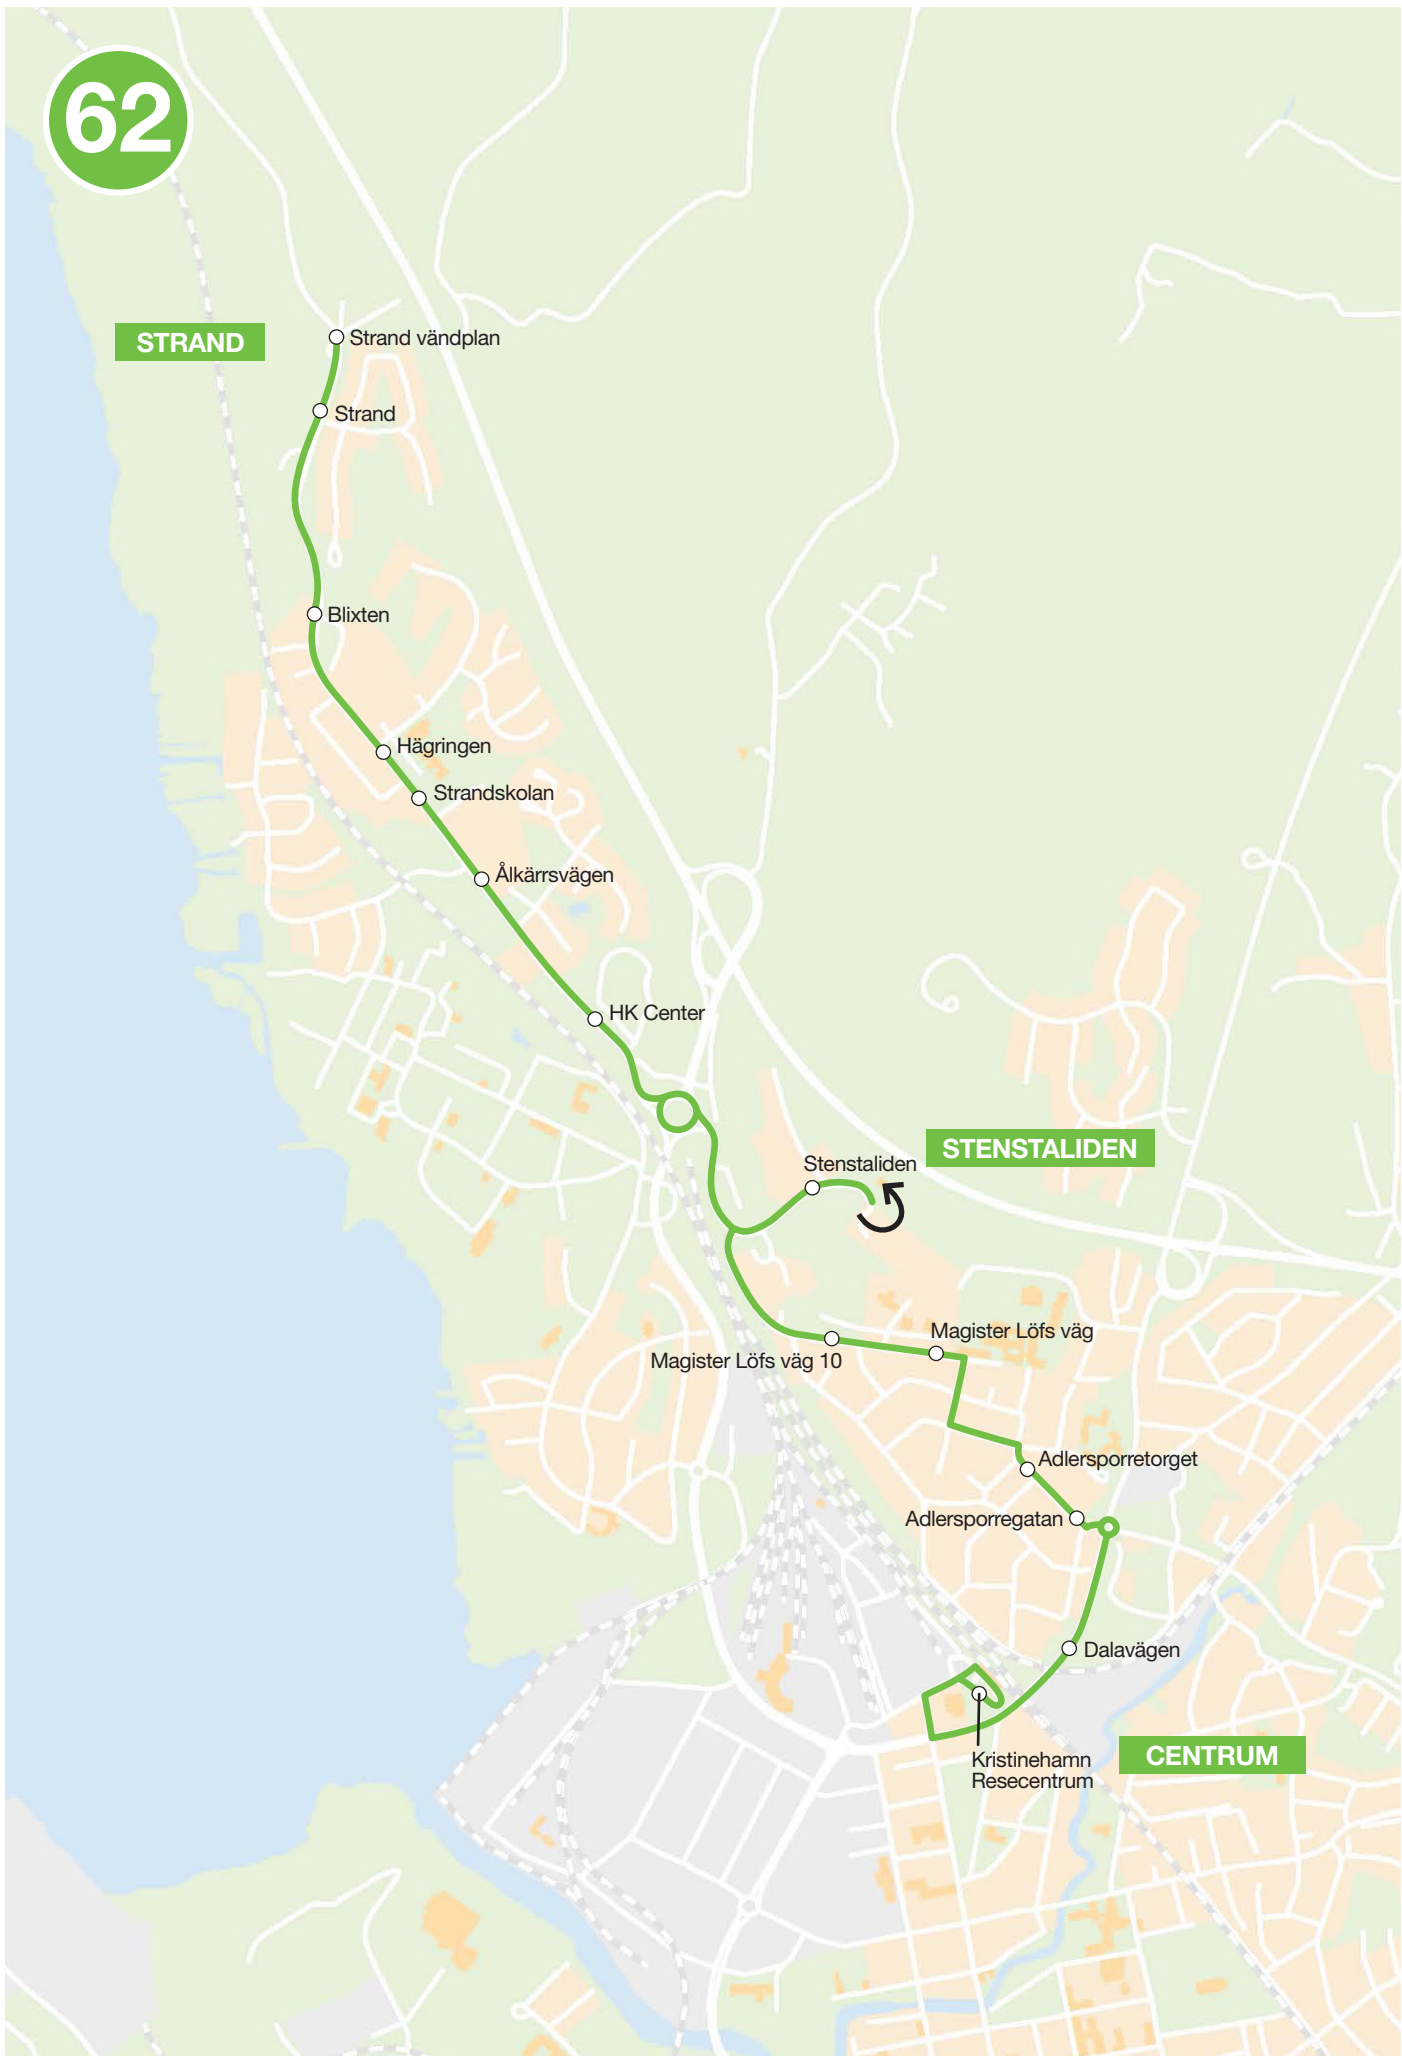 62
STRAND
Strand vändplan
Strand
Blixten
Hägringen
Strandskolan
Ålkärrsvägen
HK Center
STENSTALIDEN
Stenstaliden
Magister Löfs väg
Magister Löfs väg 10
Adlersporretorget
Adlersporregatan
Dalavägen
CENTRUM
Kristinehamn
Resecentrum